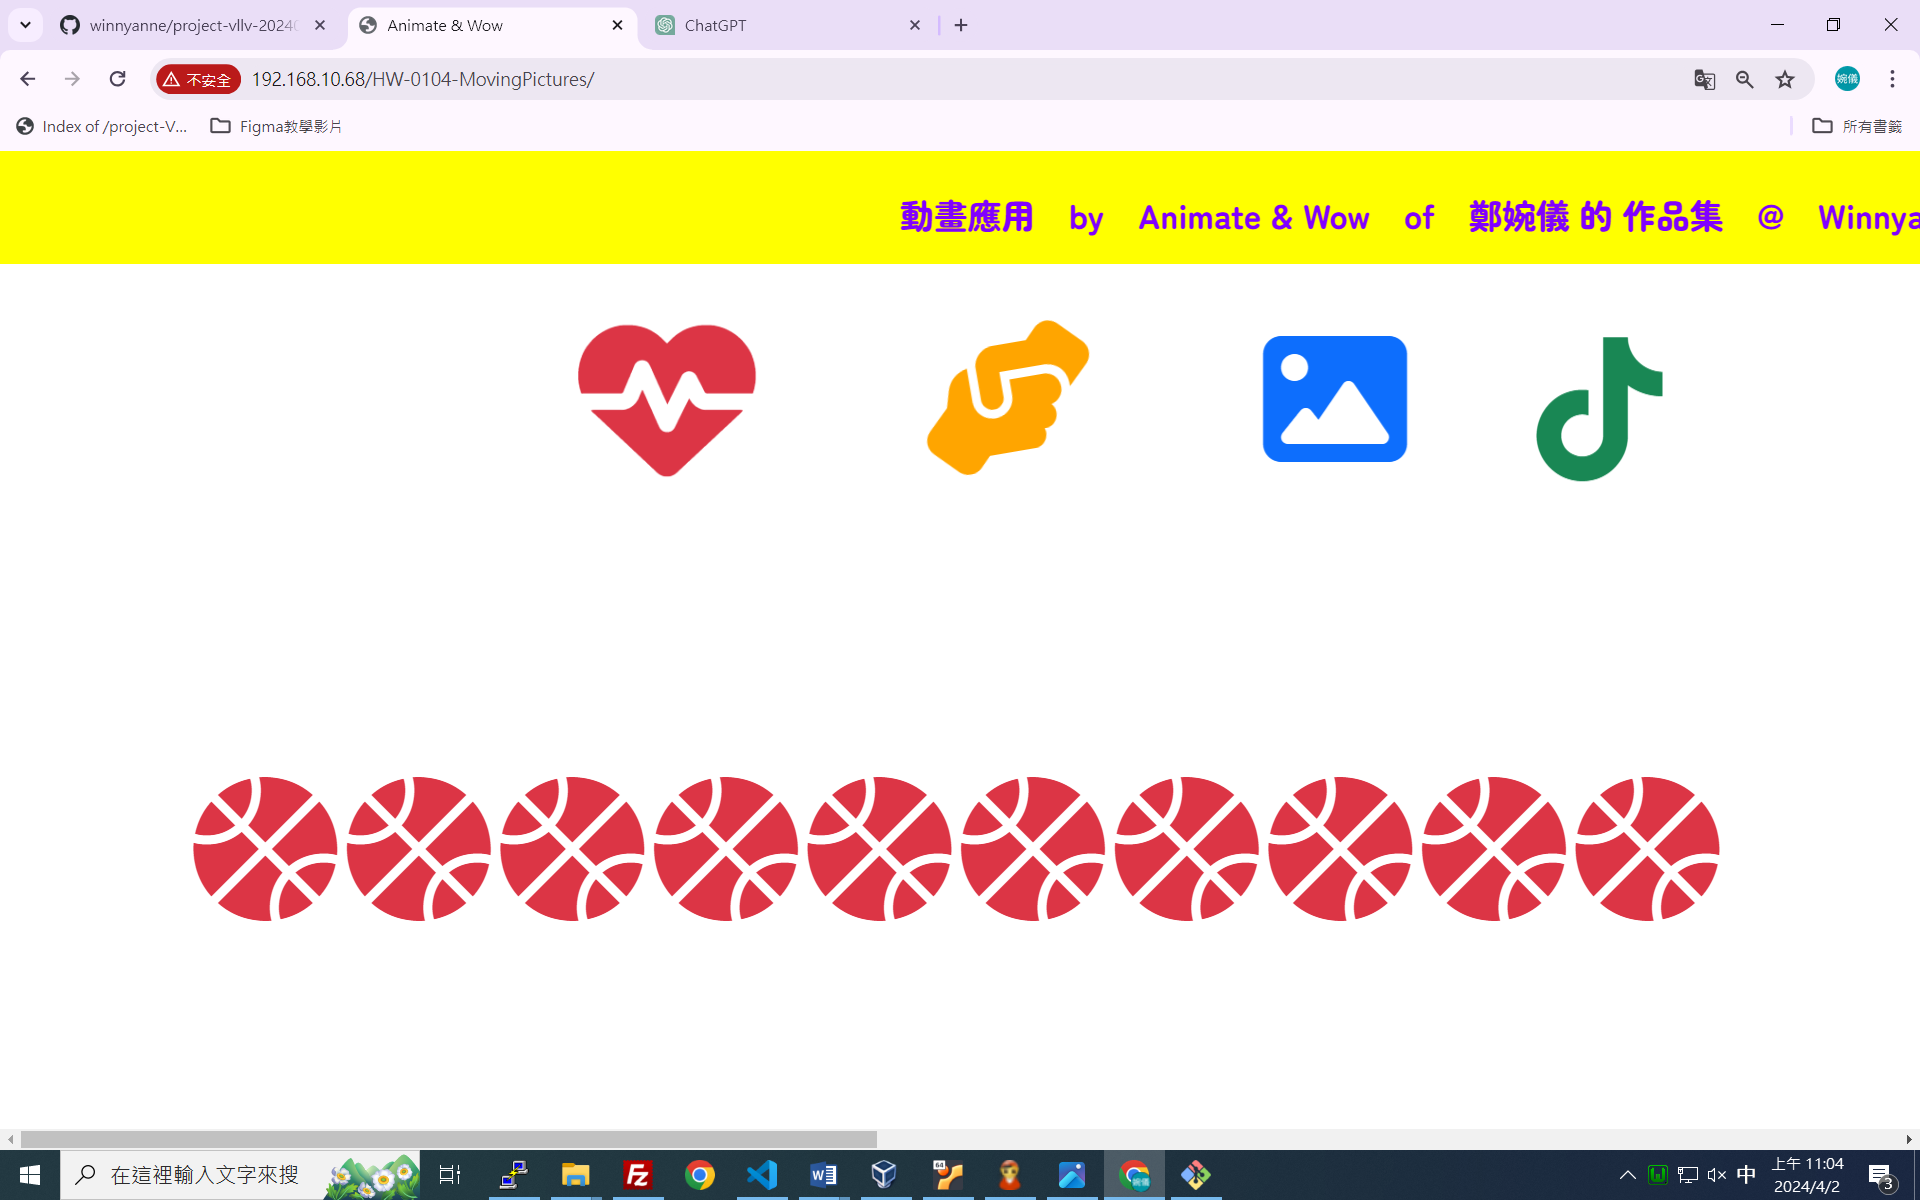 winnyanne/project-vllv-2024
Animate & Wow
ChatGPT
不安全
192.168.10.68/HW-0104-MovingPictures/
婉儀
Index of /project-V...
Figma教學影片
所有書籤
動畫應用 by Animate & Wow of 鄭婉儀 的 作品集 @ Winnya
在這裡輸入文字來搜
中
上午 11:04
2024/4/2
3